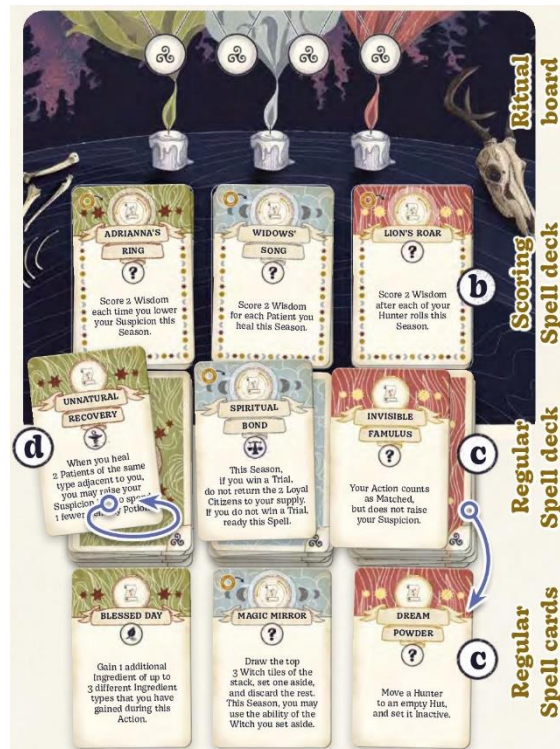 Ritual
board
ADRIANNA'S
RING
?
Score 2 Wisdom
each time you lower
your Suspicion this
Season.
WIDOWS'
SONG
?
Score 2 Wisdom
for each Patient you
heal this Season.
LION'S ROAR
?
Score 2 Wisdom
after each of your
Hunter rolls this
Season.
b
Scoring
Spell deck
d
UNNATURAL
RECOVERY
When you heal
2 Patients of the same
type adjacent to you,
you may raise your
Suspicion
to spend
1 fewer
Potion
SPIRITUAL
BOND
This Season,
if you win a Trial,
do not return the 2 Loyal
Citizens to your supply.
If you do not win a Trial,
ready this Spell.
INVISIBLE
FAMULUS
?
Your Action counts
as Matched,
but does not raise
your Suspicion.
c
Regular
Spell deck
BLESSED DAY
Gain 1 additional
Ingredient of up to
3 different Ingredient
types that you have
gained during this
Action.
MAGIC MIRROR
?
Draw the top
3 Witch tiles of the
stack, set one aside,
and discard the rest.
This Season, you may
use the ability of the
Witch you set aside.
DREAM
POWDER
?
Move a Hunter
to an empty Hut,
and set it Inactive.
c
Regular
Spell cards